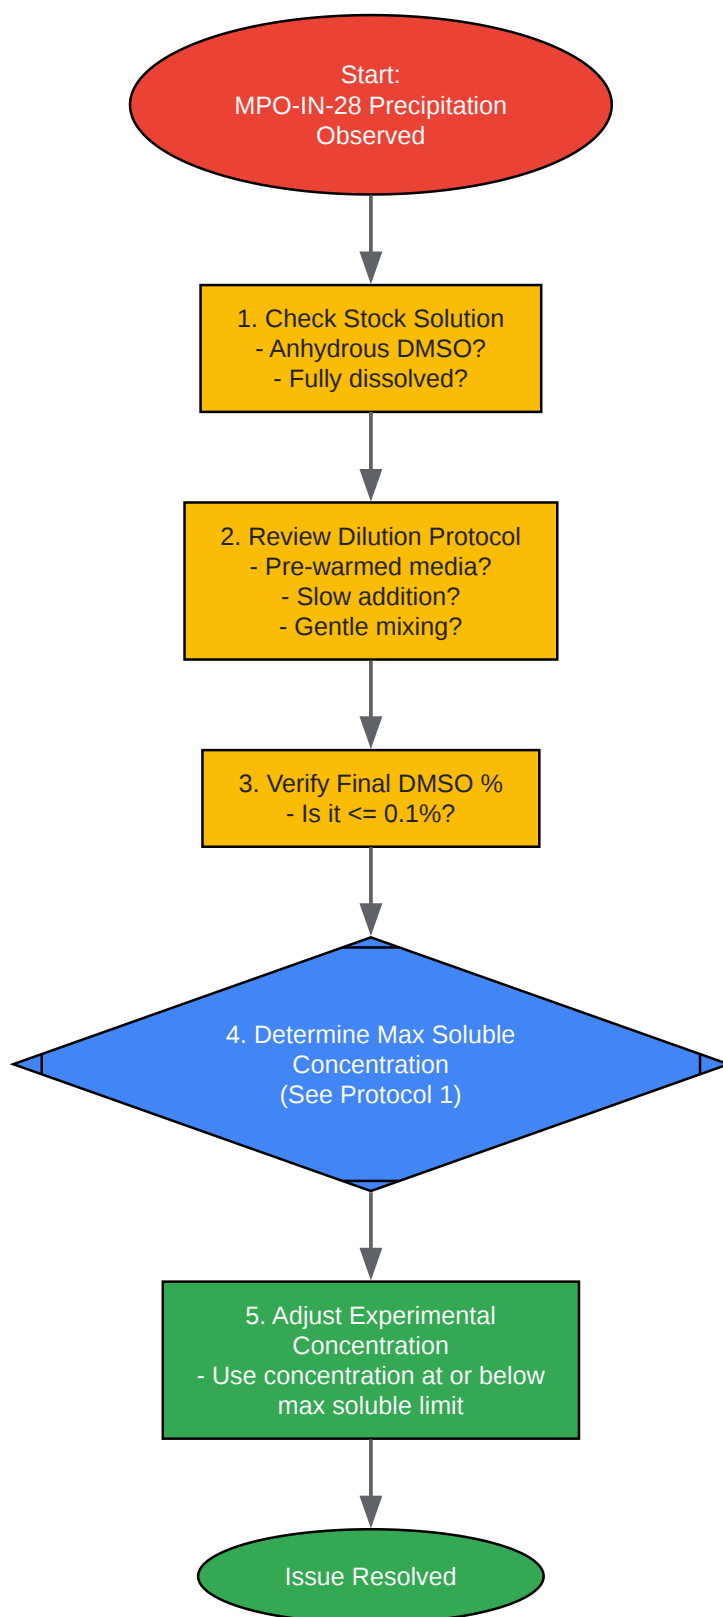 Start:
MPO-IN-28 Precipitation
Observed
1. Check Stock Solution
- Anhydrous DMSO?
- Fully dissolved?
2. Review Dilution Protocol
- Pre-warmed media?
- Slow addition?
- Gentle mixing?
3. Verify Final DMSO %
- Is it <= 0.1%?
4. Determine Max Soluble
Concentration
(See Protocol 1)
5. Adjust Experimental
Concentration
- Use concentration at or below
max soluble limit
Issue Resolved